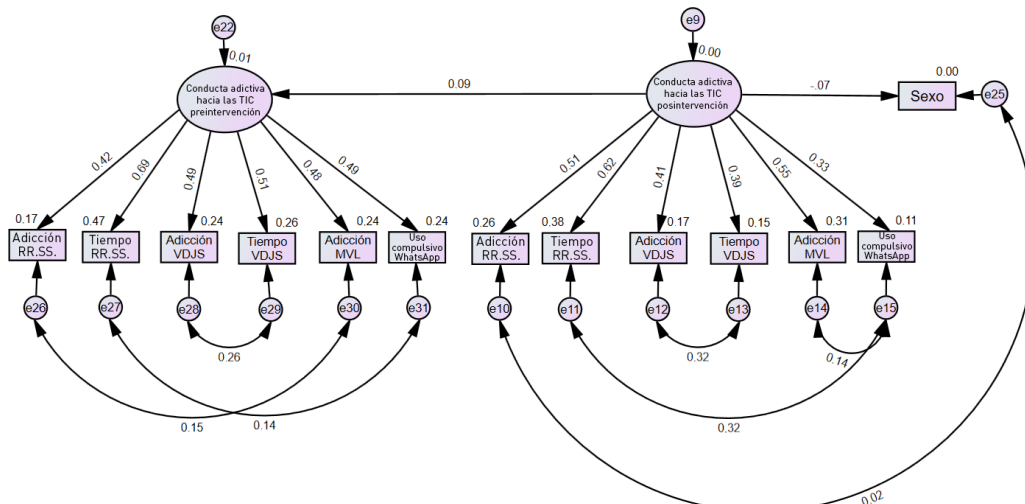 e22
e9
0.01
0.00
Conducta adictiva
hacia las TIC
preintervención
0.09
Conducta adictiva
hacia las TIC
posintervención
-.07
0.00
Sexo
e25
0.42
0.69
0.49
0.51
0.48
0.49
0.51
0.62
0.41
0.39
0.55
0.33
0.17
Adicción
RR.SS.
0.47
Tiempo
RR.SS.
0.24
Adicción
VDJS
0.26
Tiempo
VDJS
0.24
Adicción
MVL
0.24
Uso
compulsivo
WhatsApp
0.26
Adicción
RR.SS.
0.38
Tiempo
RR.SS.
0.17
Adicción
VDJS
0.15
Tiempo
VDJS
0.31
Adicción
MVL
0.11
Uso
compulsivo
WhatsApp
e26
e27
e28
e29
e30
e31
e10
e11
e12
e13
e14
e15
0.26
0.32
0.14
0.15
0.14
0.32
0.02